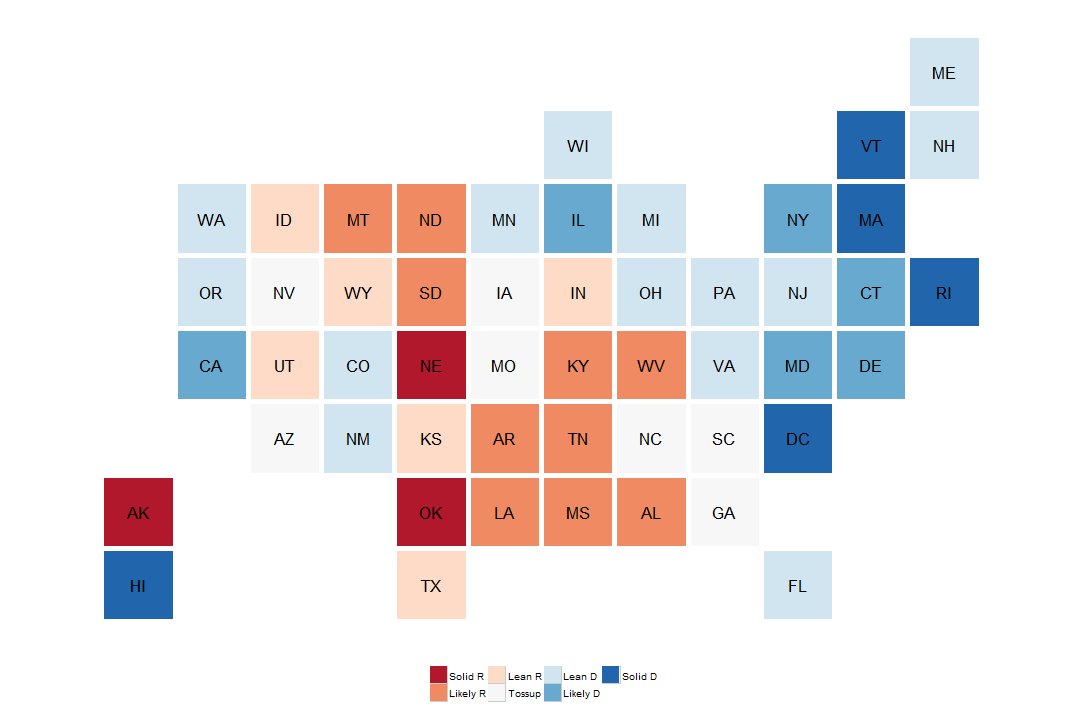 ME
WI VT NH
WA ID MT ND MN IL MI NY MA
OR NV WY SD IA IN OH PA NJ CT RI
CA UT CO NE MO KY WV VA MD DE
AZ NM KS AR TN NC SC DC
AK OK LA MS AL GA
HI TX FL
Solid R Lean R Lean D Solid D
Likely R Tossup Likely D